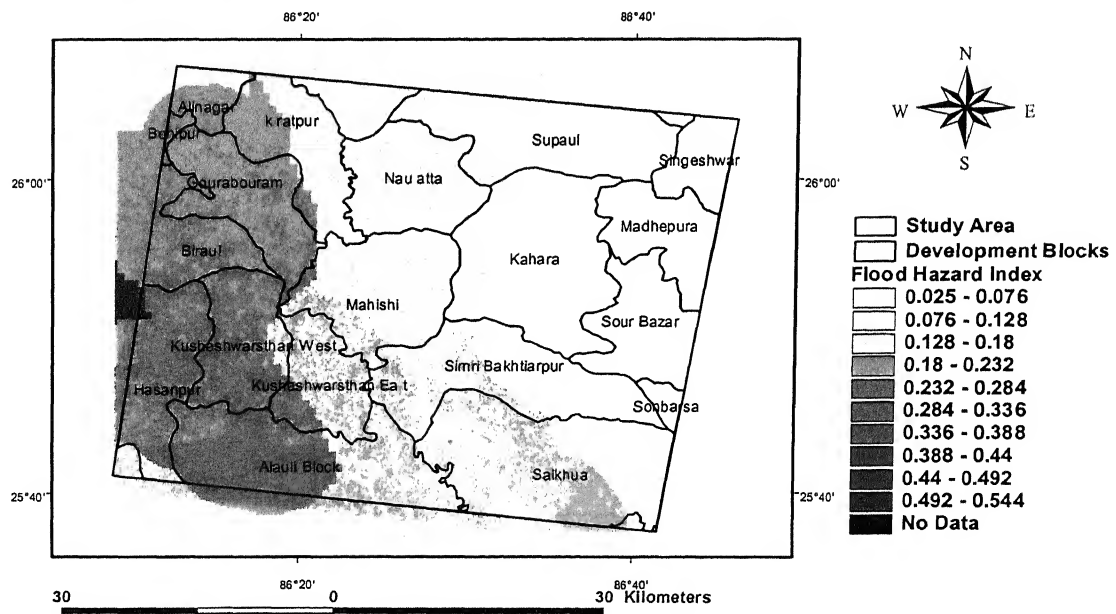 86°20' 86°40'
N
W E
S
Alinagar
k ratpur
Benipur
Supaul
Singeshwar
Nau atta
Gourabouram
26°00' 26°00'
Madhepura
Study Area
Biraul
Development Blocks
Kahara
Flood Hazard Index
Mahishi
0.025 - 0.076
Sour Bazar
0.076 - 0.128
Kusheshwarsthan West
0.128 - 0.18
Simri Bakhtiarpur
0.18 - 0.232
Hasanpur
Kusheshwarsthan Ea t
0.232 - 0.284
Sonbarsa
0.284 - 0.336
0.336 - 0.388
Alauli Block
Salkhua
0.388 - 0.44
25°40' 25°40'
0.44 - 0.492
0.492 - 0.544
No Data
86°20' 86°40'
30 0 30 Kilometers